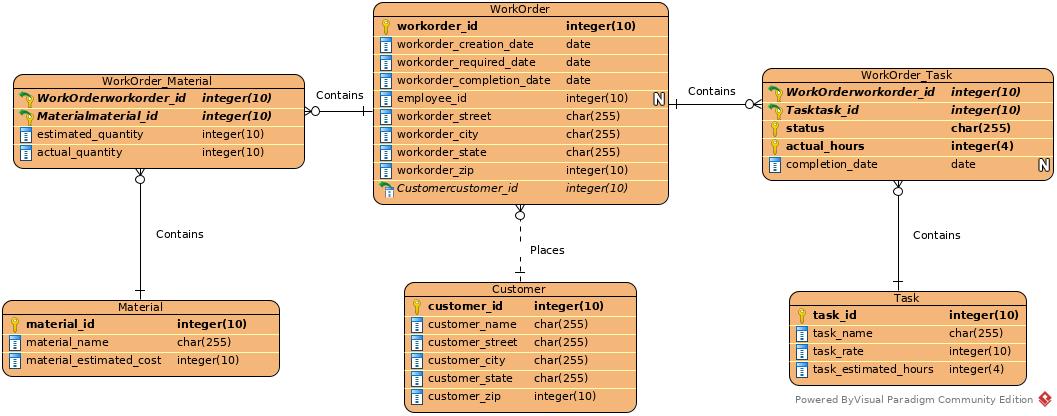 WorkOrder
workorder_id integer(10)
workorder_creation_date date
workorder_required_date date
workorder_completion_date date
employee_id integer(10) N
workorder_street char(255)
workorder_city char(255)
workorder_state char(255)
workorder_zip integer(10)
Customercustomer_id integer(10)
WorkOrder_Material
WorkOrderworkorder_id integer(10)
Materialmaterial_id integer(10)
estimated_quantity integer(10)
actual_quantity integer(10)
Contains
Contains
WorkOrder_Task
WorkOrderworkorder_id integer(10)
Tasktask_id integer(10)
status char(255)
actual_hours integer(4)
completion_date date N
Contains
Places
Contains
Material
material_id integer(10)
material_name char(255)
material_estimated_cost integer(10)
Customer
customer_id integer(10)
customer_name char(255)
customer_street char(255)
customer_city char(255)
customer_state char(255)
customer_zip integer(10)
Task
task_id integer(10)
task_name char(255)
task_rate integer(10)
task_estimated_hours integer(4)
Powered ByVisual Paradigm Community Edition